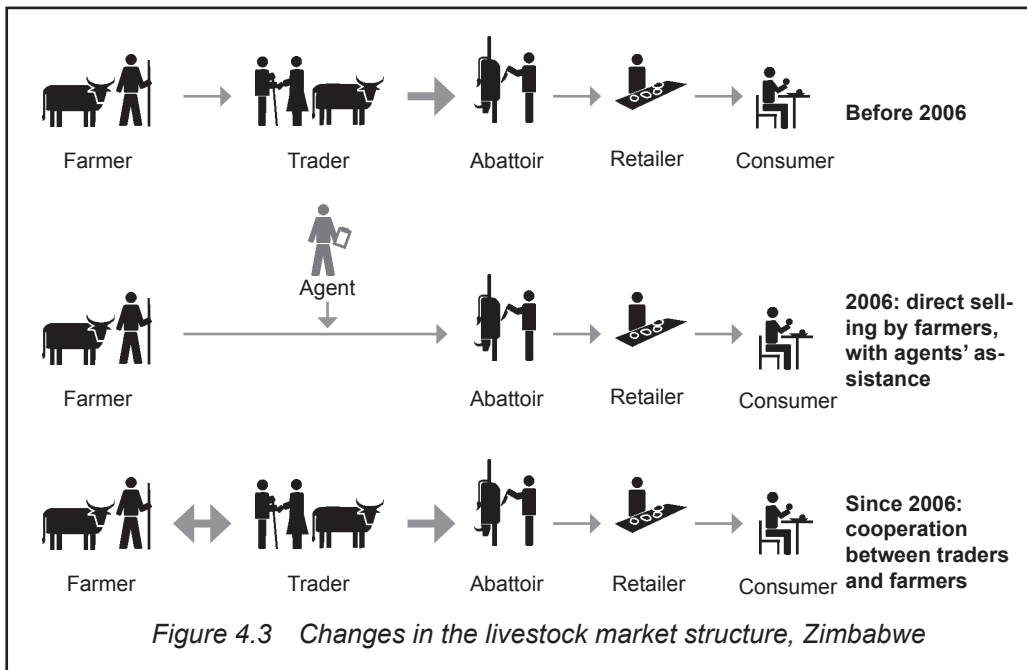 Before 2006
Farmer Trader Abattoir Retailer Consumer
Agent
2006: direct sell-
ing by farmers,
with agents' as-
sistance
Farmer Abattoir Retailer Consumer
Since 2006:
cooperation
between traders
and farmers
Farmer Trader Abattoir Retailer Consumer
Figure 4.3 Changes in the livestock market structure, Zimbabwe